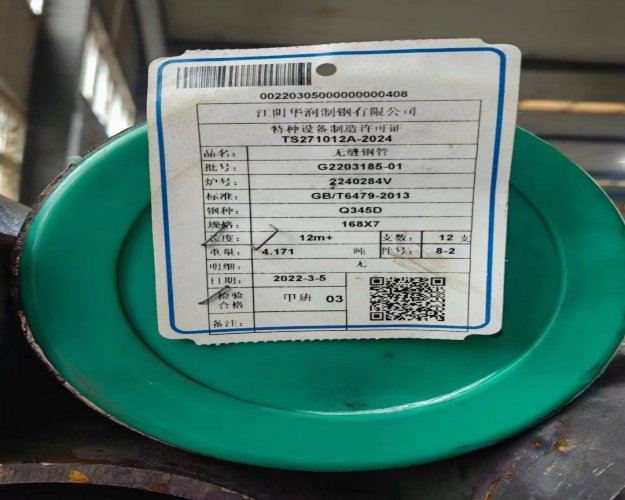 00220305000000000408
江阴华润制钢有限公司
特种设备制造许可证
TS271012A-2024
品名: 无缝钢管
批号: G2203185-01
炉号: 2240284V
标准: GB/T6479-2013
钢种: Q345D
规格: 168X7
长度: 12m+ 支数: 12 支
重量: 4.171 吨 件号: 8-2
明细: 无
日期: 2022-3-5
检验合格 甲班 03
备注: